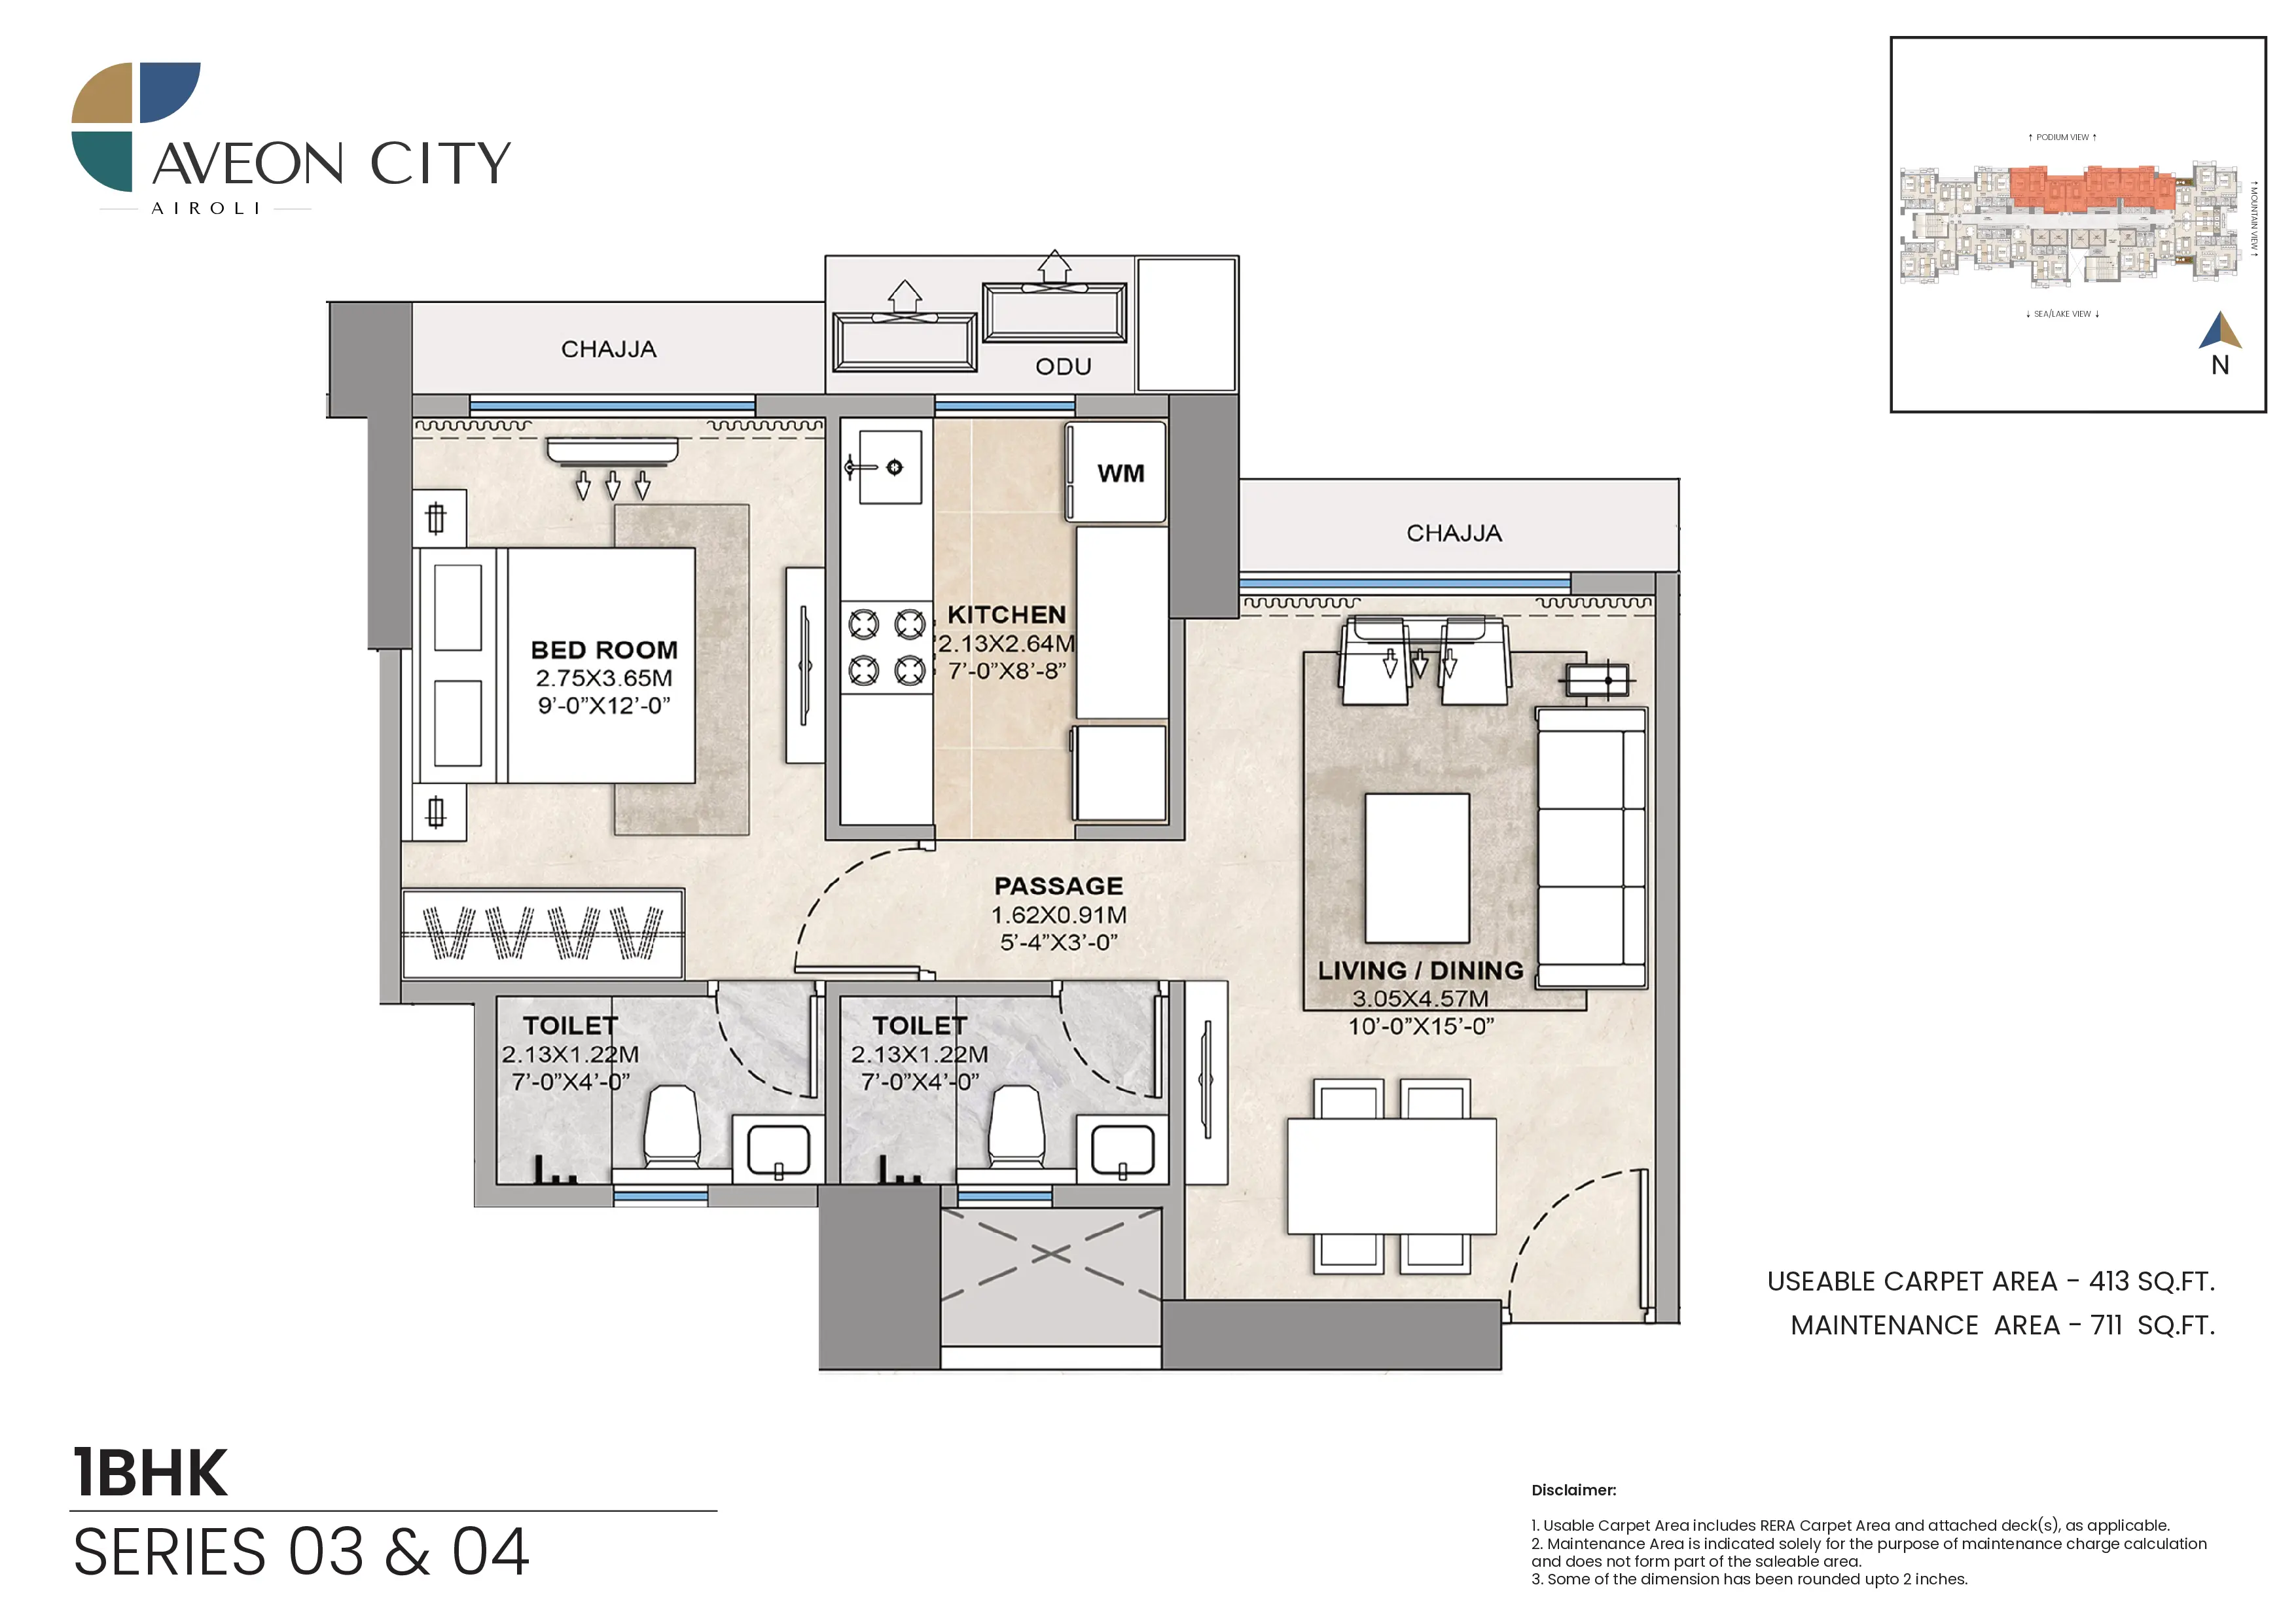 AVEON CITY
AIROLI
↑ PODIUM VIEW ↑
↑ MOUNTAIN VIEW ↑
↓ SEA/LAKE VIEW ↓
N
CHAJJA
ODU
WM
CHAJJA
KITCHEN
2.13X2.64M
7'-0"X8'-8"
BED ROOM
2.75X3.65M
9'-0"X12'-0"
PASSAGE
1.62X0.91M
5'-4"X3'-0"
LIVING / DINING
3.05X4.57M
10'-0"X15'-0"
TOILET
2.13X1.22M
7'-0"X4'-0"
TOILET
2.13X1.22M
7'-0"X4'-0"
USEABLE CARPET AREA - 413 SQ.FT.
MAINTENANCE AREA - 711 SQ.FT.
1BHK
SERIES 03 & 04
Disclaimer:
1. Usable Carpet Area includes RERA Carpet Area and attached deck(s), as applicable.
2. Maintenance Area is indicated solely for the purpose of maintenance charge calculation
and does not form part of the saleable area.
3. Some of the dimension has been rounded upto 2 inches.